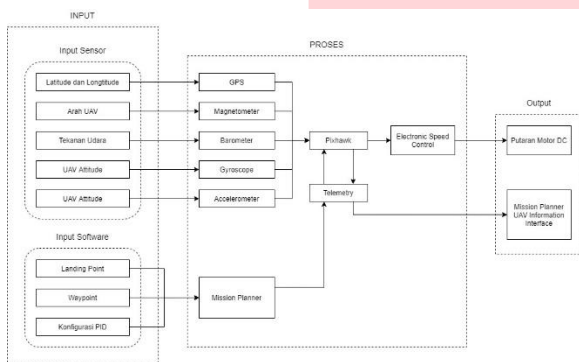 INPUT
Input Sensor
Latitude dan Longtitude
Arah UAV
Tekanan Udara
UAV Attitude
UAV Attitude
Input Software
Landing Point
Waypoint
Konfigurasi PID
PROSES
GPS
Magnetometer
Barometer
Gyroscope
Accelerometer
Mission Planner
Pixhawk
Telemetry
Electronic Speed
Control
Output
Putaran Motor DC
Mission Planner
UAV Information
Interface